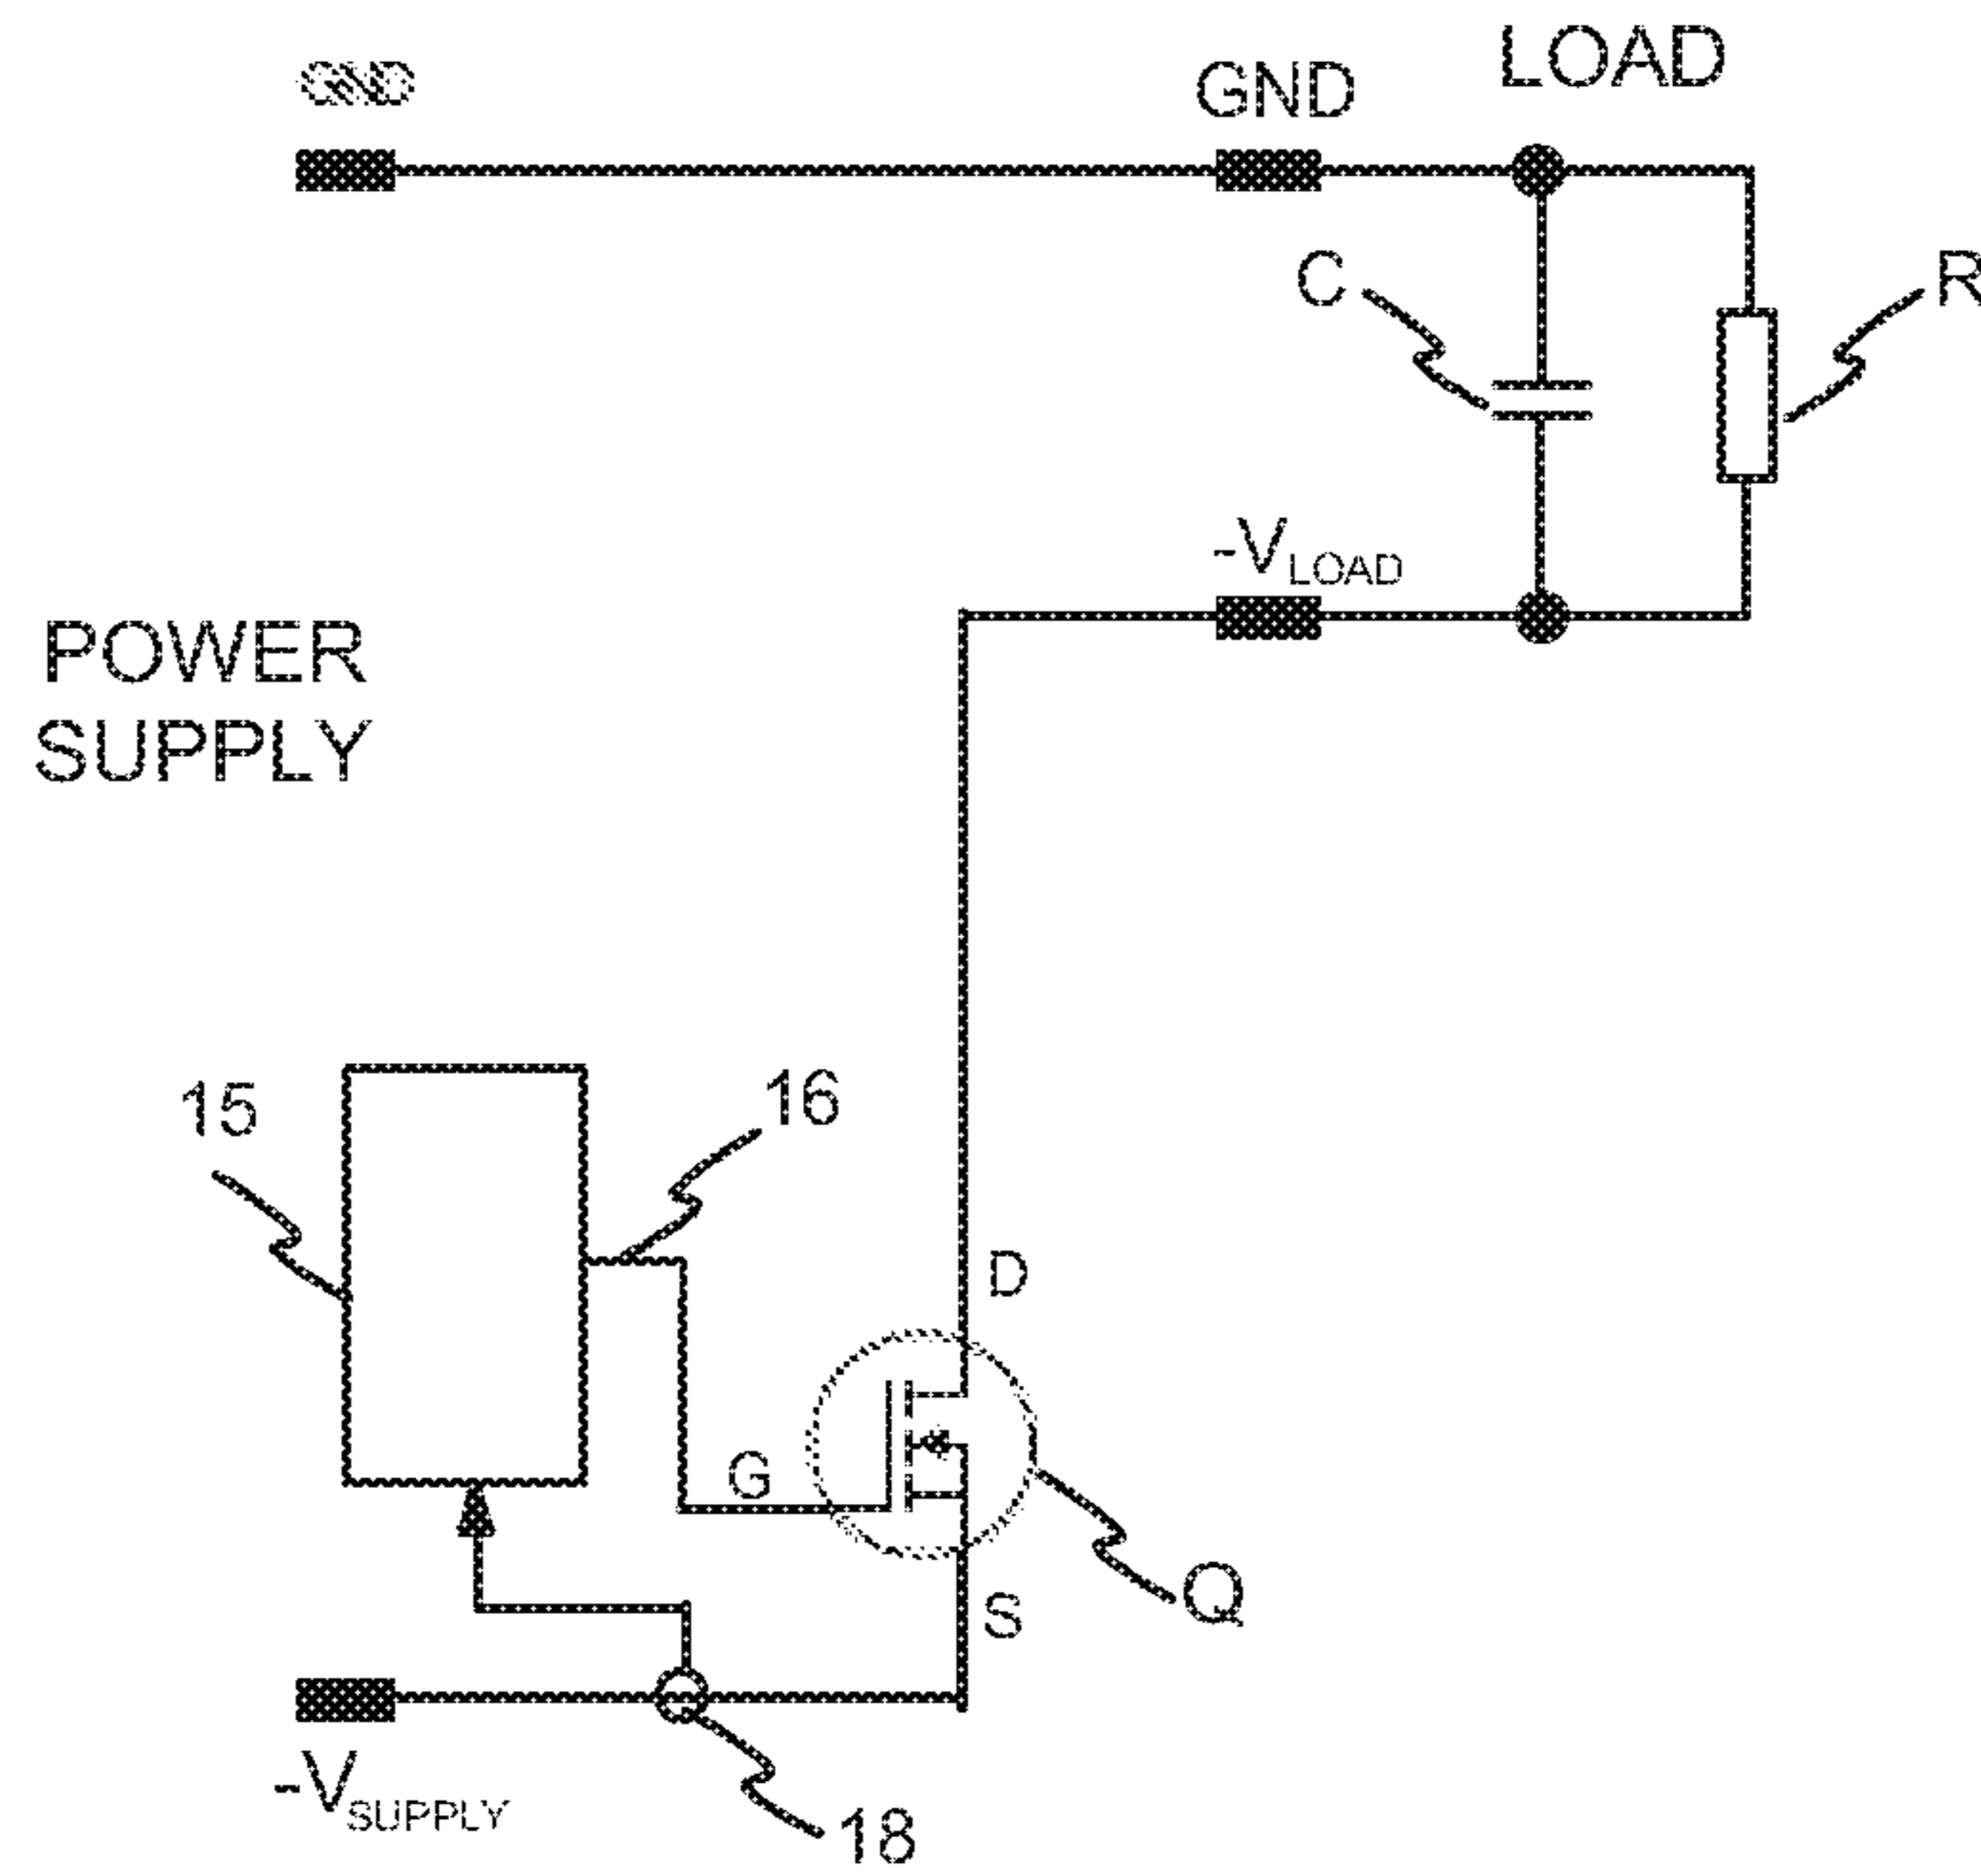 LOAD
GND
GND
C
R
-VLOAD
POWER
SUPPLY
15
16
D
G
S
Q
-VSUPPLY
18